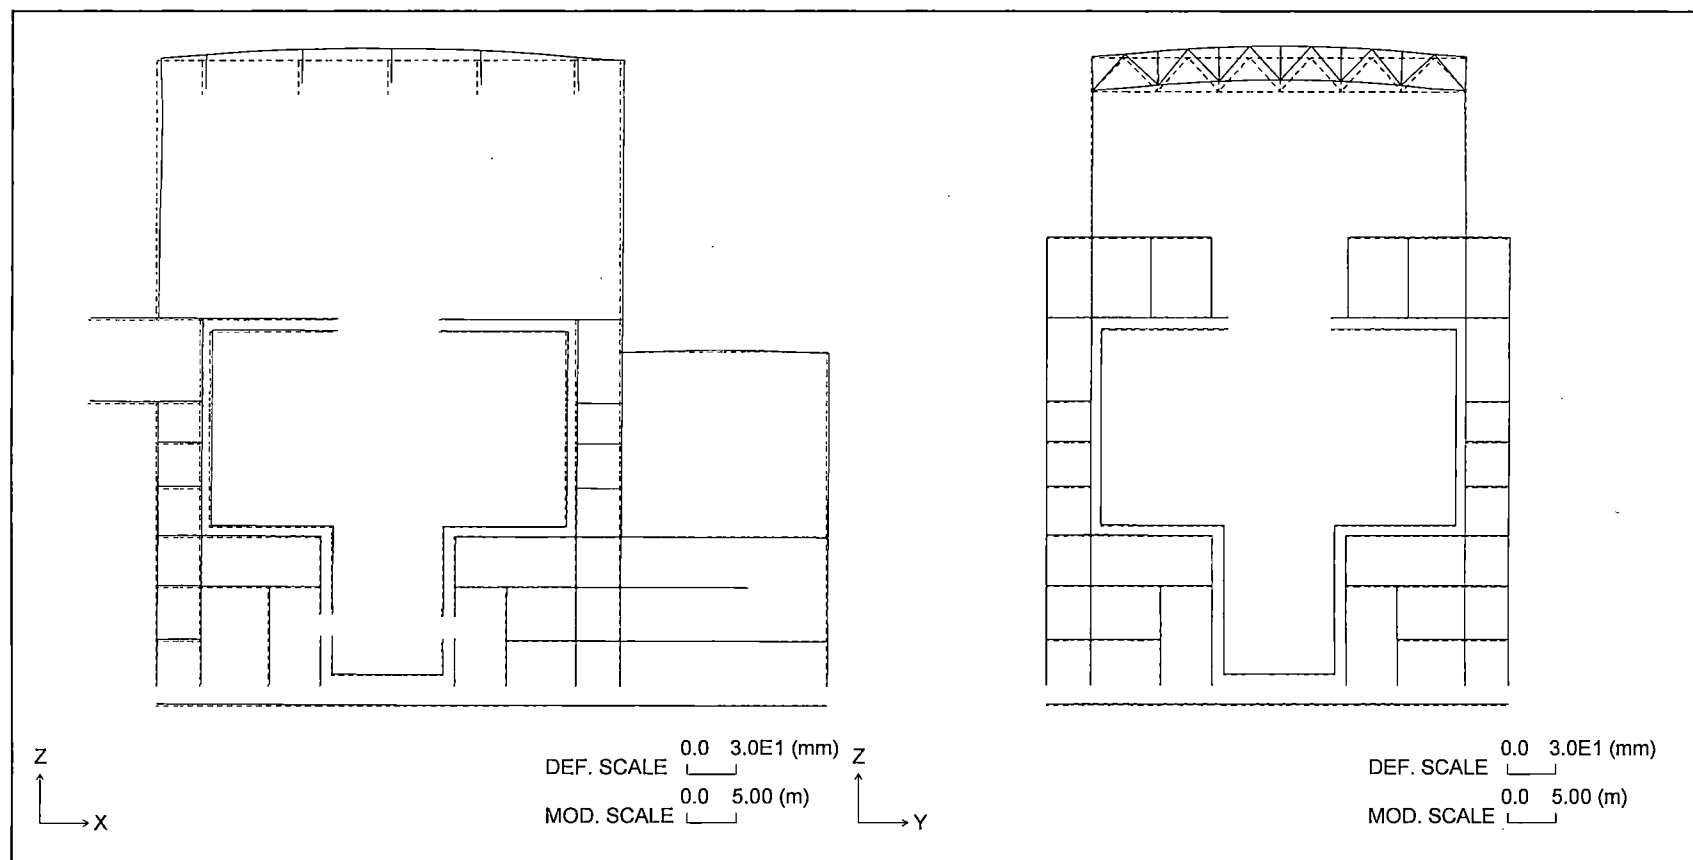 Z
X
0.0 3.0E1 (mm)
DEF. SCALE
0.0 5.00 (m)
MOD. SCALE
Z
Y
0.0 3.0E1 (mm)
DEF. SCALE
0.0 5.00 (m)
MOD. SCALE